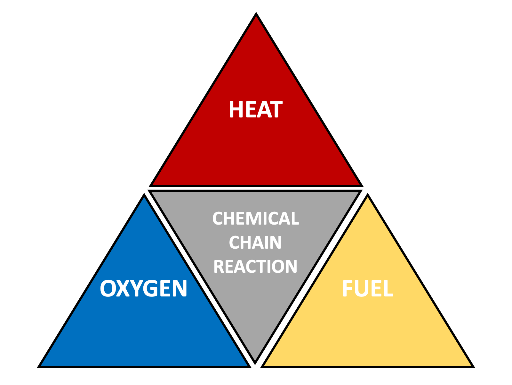 HEAT
CHEMICAL
CHAIN
REACTION
OXYGEN
FUEL